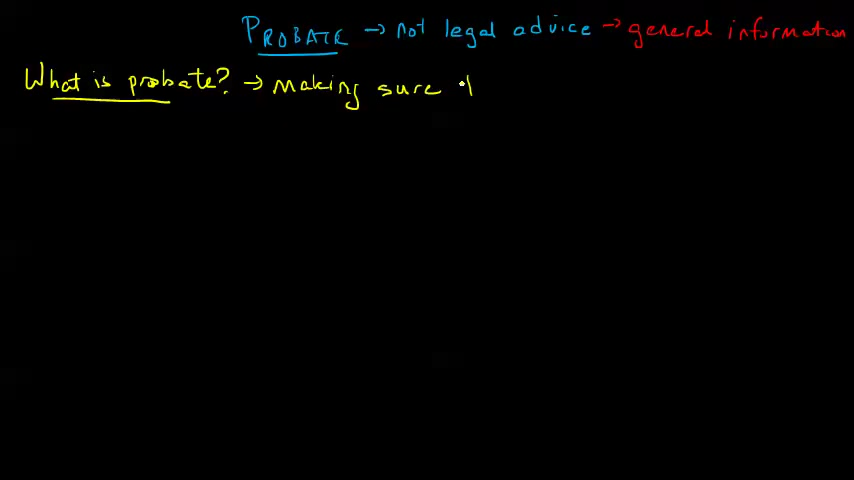 PROBATE → not legal advice → general information
What is probate? → making sure